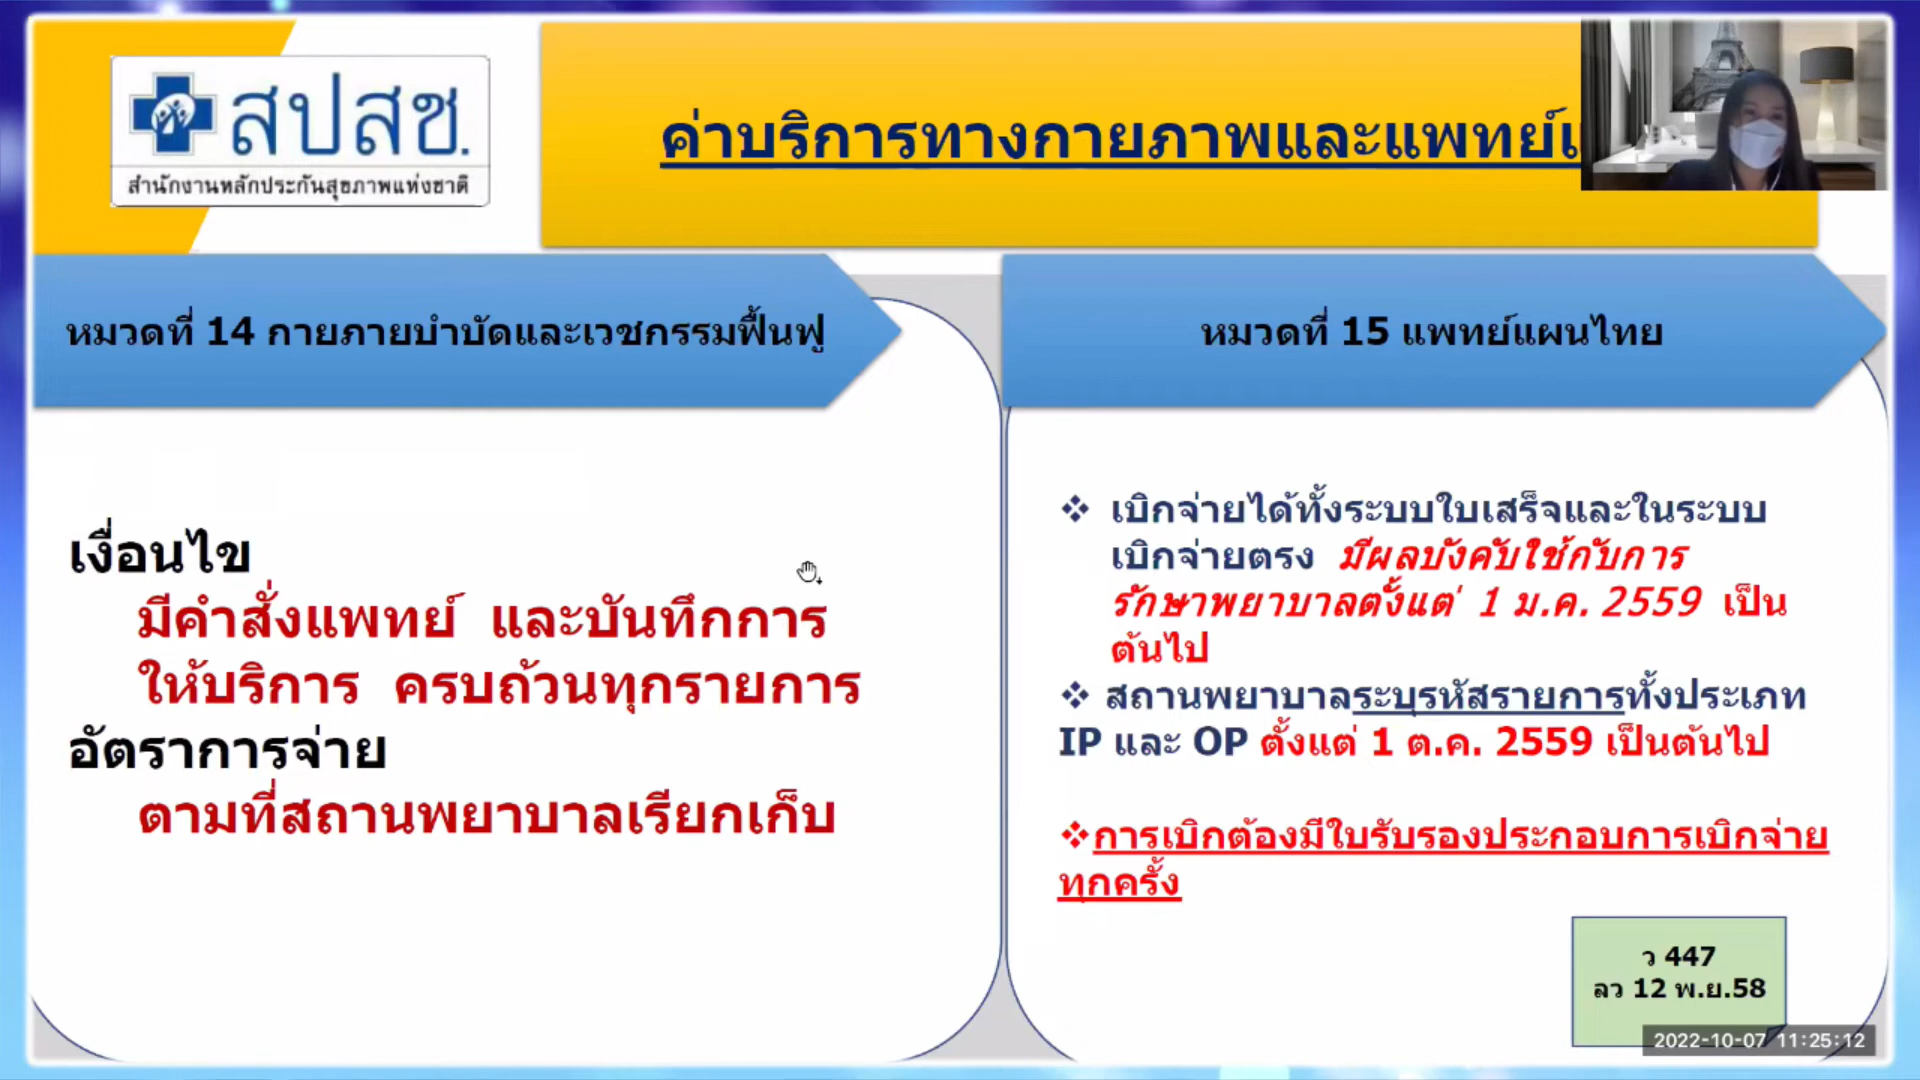 สปสช.
สำนักงานหลักประกันสุขภาพแห่งชาติ
ค่าบริการทางกายภาพและแพทย์แ
หมวดที่ 14 กายภายบำบัดและเวชกรรมฟื้นฟู
หมวดที่ 15 แพทย์แผนไทย
เงื่อนไข
มีคำสั่งแพทย์ และบันทึกการ
ให้บริการ ครบถ้วนทุกรายการ
อัตราการจ่าย
ตามที่สถานพยาบาลเรียกเก็บ
❖ เบิกจ่ายได้ทั้งระบบใบเสร็จและในระบบ
เบิกจ่ายตรง มีผลบังคับใช้กับการ
รักษาพยาบาลตั้งแต่ 1 ม.ค. 2559 เป็น
ต้นไป
❖ สถานพยาบาลระบุรหัสรายการทั้งประเภท
IP และ OP ตั้งแต่ 1 ต.ค. 2559 เป็นต้นไป
❖การเบิกต้องมีใบรับรองประกอบการเบิกจ่าย
ทุกครั้ง
ว 447
ลว 12 พ.ย.58
2022-10-07 11:25:12